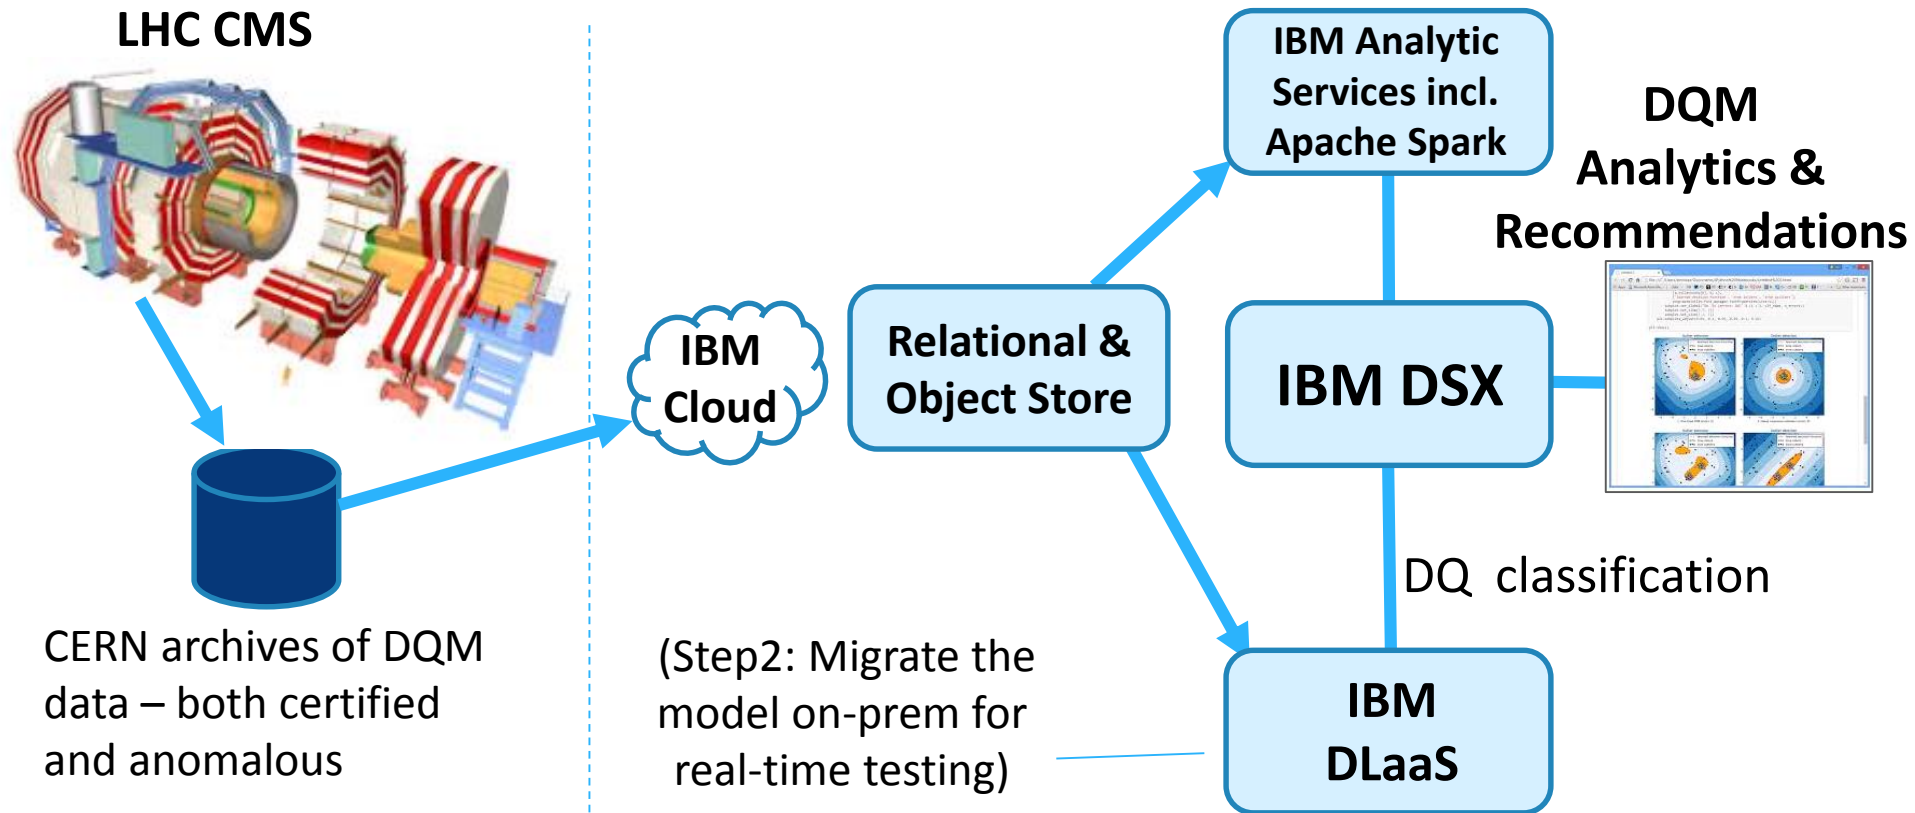 LHC CMS
CERN archives of DQM
data – both certified
and anomalous
IBM
Cloud
Relational &
Object Store
(Step2: Migrate the
model on-prem for
real-time testing)
IBM Analytic
Services incl.
Apache Spark
IBM DSX
DQ classification
IBM
DLaaS
DQM
Analytics &
Recommendations